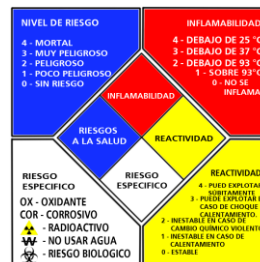 NIVEL DE RIESGO
4 - MORTAL
3 - MUY PELIGROSO
2 - PELIGROSO
1 - POCO PELIGROSO
0 - SIN RIESGO
INFLAMABILIDAD
4 - DEBAJO DE 25 °C
3 - DEBAJO DE 37 °C
2 - DEBAJO DE 93 °C
1 - SOBRE 93°C
0 - NO SE
INFLAMA
INFLAMABILIDAD
RIESGOS
A LA SALUD
REACTIVIDAD
RIESGO
ESPECIFICO
RIESGO
ESPECIFICO
OX - OXIDANTE
COR - CORROSIVO
- RADIOACTIVO
W - NO USAR AGUA
- RIESGO BIOLOGICO
REACTIVIDAD
4 - PUED EXPLOTAR
SÚBITAMENTE
3 - PUEDE EXPLOTAR E
CASO DE CHOQUE
CALENTAMIENTO.
2 - INESTABLE EN CASO DE
CAMBIO QUÍMICO VIOLENTO
1 - INESTABLE EN CASO DE
CALENTAMIENTO
0 - ESTABLE